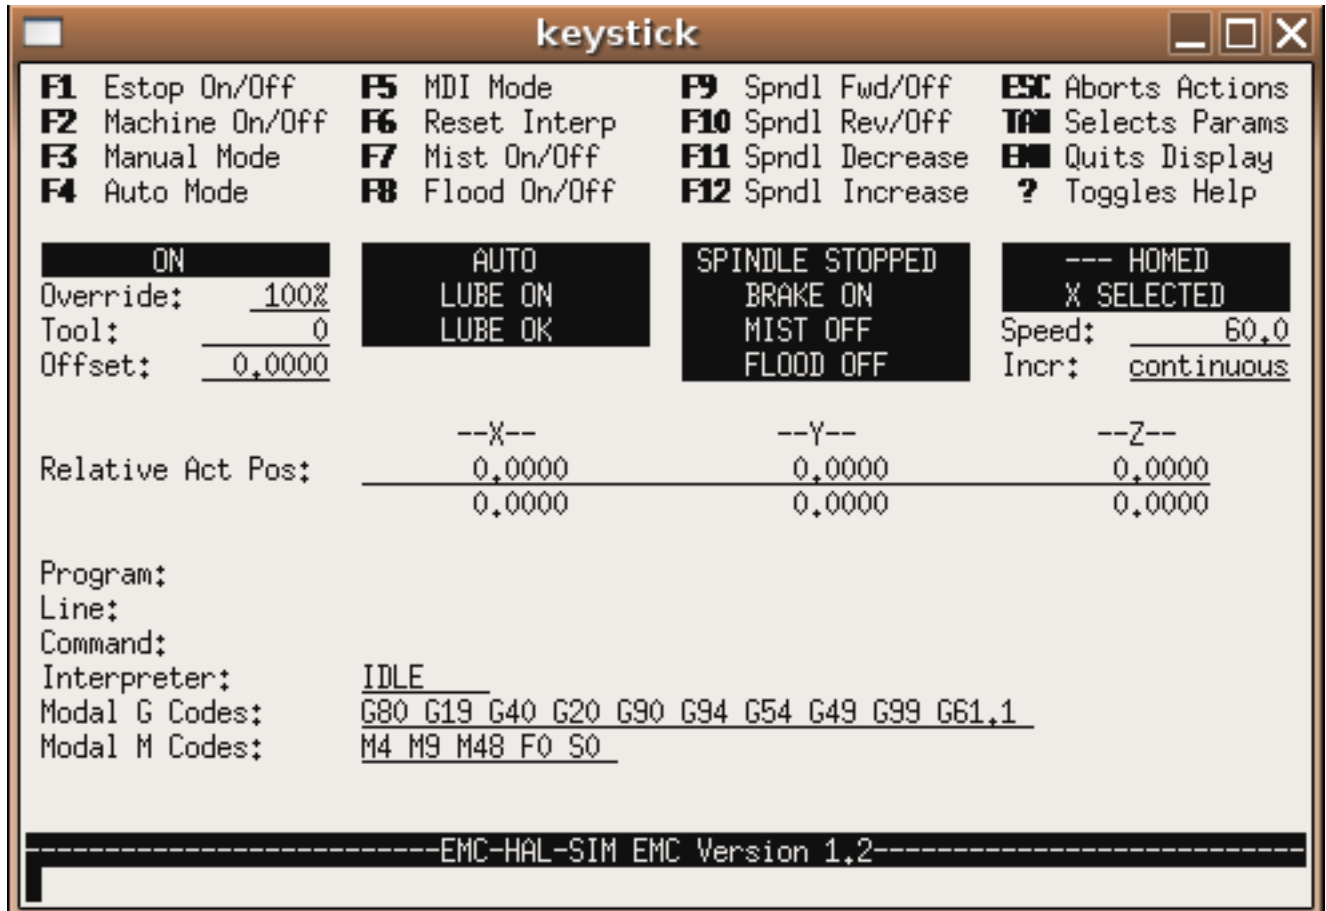 keystick
F1 Estop On/Off F5 MDI Mode F9 Spndl Fwd/Off ESC Aborts Actions
F2 Machine On/Off F6 Reset Interp F10 Spndl Rev/Off TAB Selects Params
F3 Manual Mode F7 Mist On/Off F11 Spndl Decrease END Quits Display
F4 Auto Mode F8 Flood On/Off F12 Spndl Increase ? Toggles Help
ON AUTO SPINDLE STOPPED --- HOMED
Override: 100% LUBE ON BRAKE ON X SELECTED
Tool: 0 LUBE OK MIST OFF Speed: 60.0
Offset: 0.0000 FLOOD OFF Incr: continuous
--X-- --Y-- --Z--
Relative Act Pos: 0.0000 0.0000 0.0000
0.0000 0.0000 0.0000
Program:
Line:
Command:
Interpreter: IDLE
Modal G Codes: G80 G19 G40 G20 G90 G94 G54 G49 G99 G61.1
Modal M Codes: M4 M9 M48 F0 S0
--------------------------EMC-HAL-SIM EMC Version 1.2---------------------------